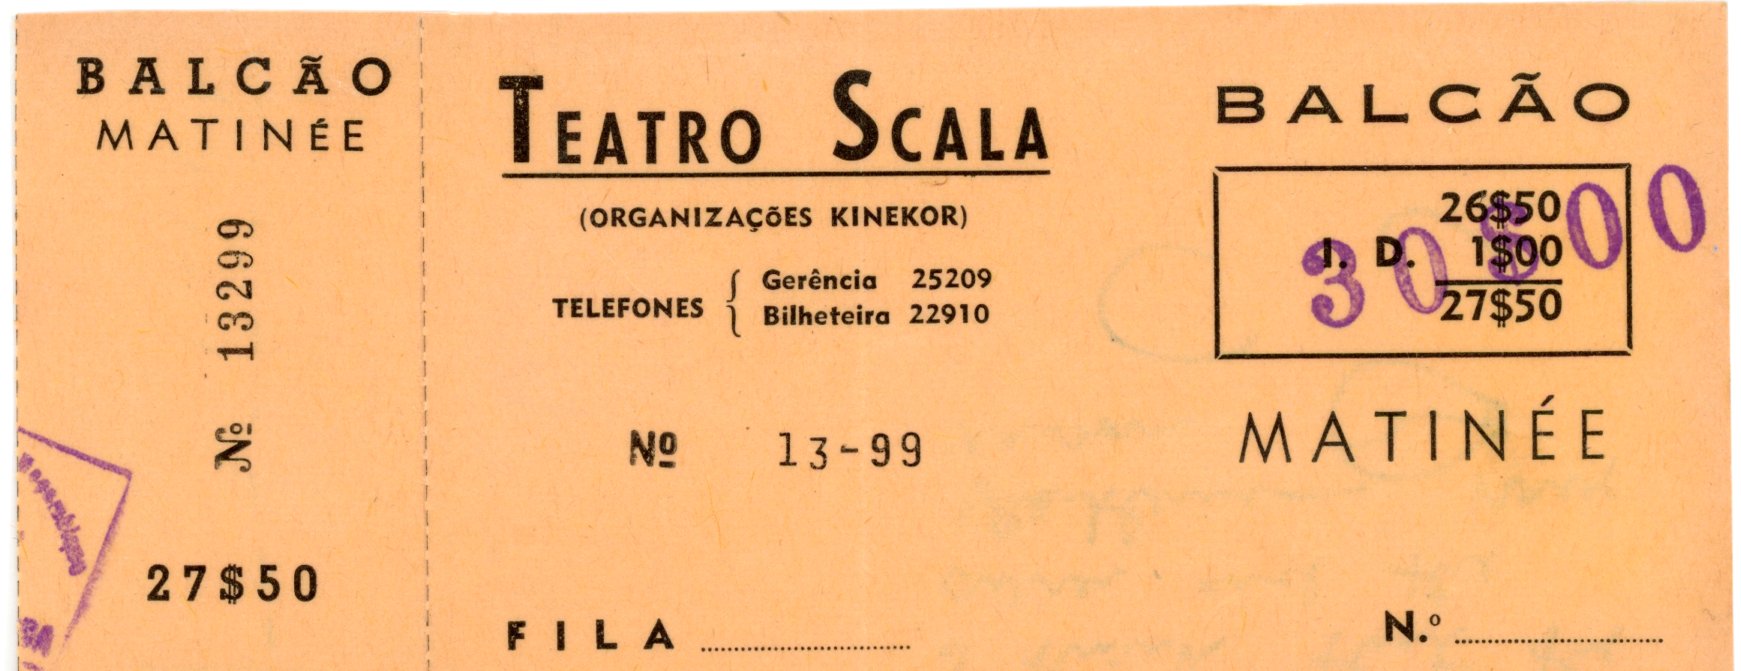 BALCÃO
MATINÉE
Nº 13299
Moçambique
27$50
TEATRO SCALA
(ORGANIZAÇÕES KINEKOR)
TELEFONES
Gerência 25209
Bilheteira 22910
Nº 13-99
FILA
BALCÃO
26$50
I. D. 1$00
27$50
30$00
MATINÉE
N.º